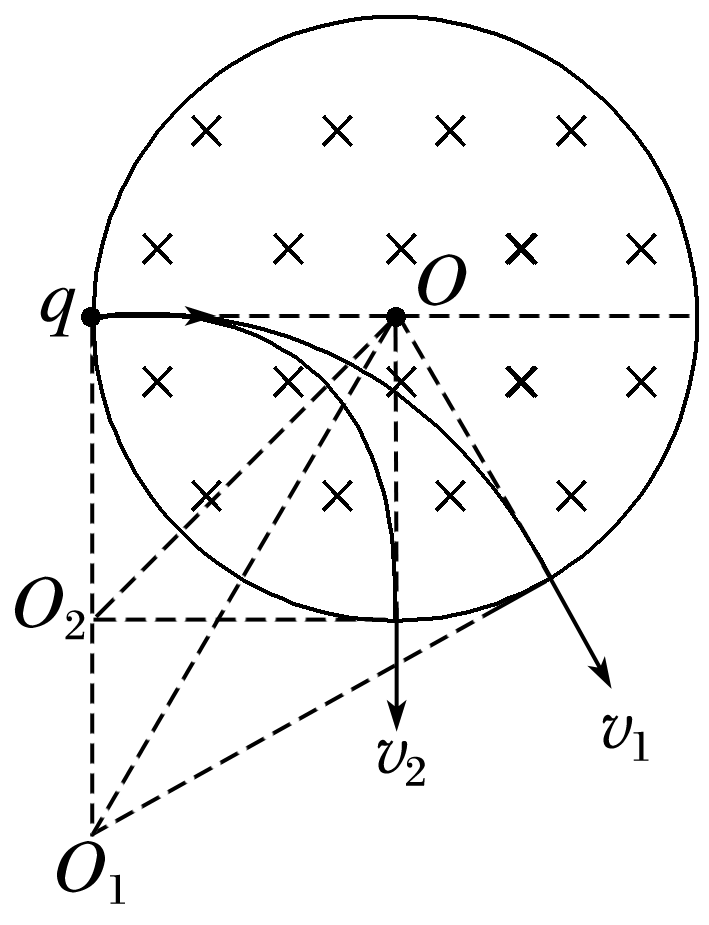 O
q
O₂
v₂
v₁
O₁